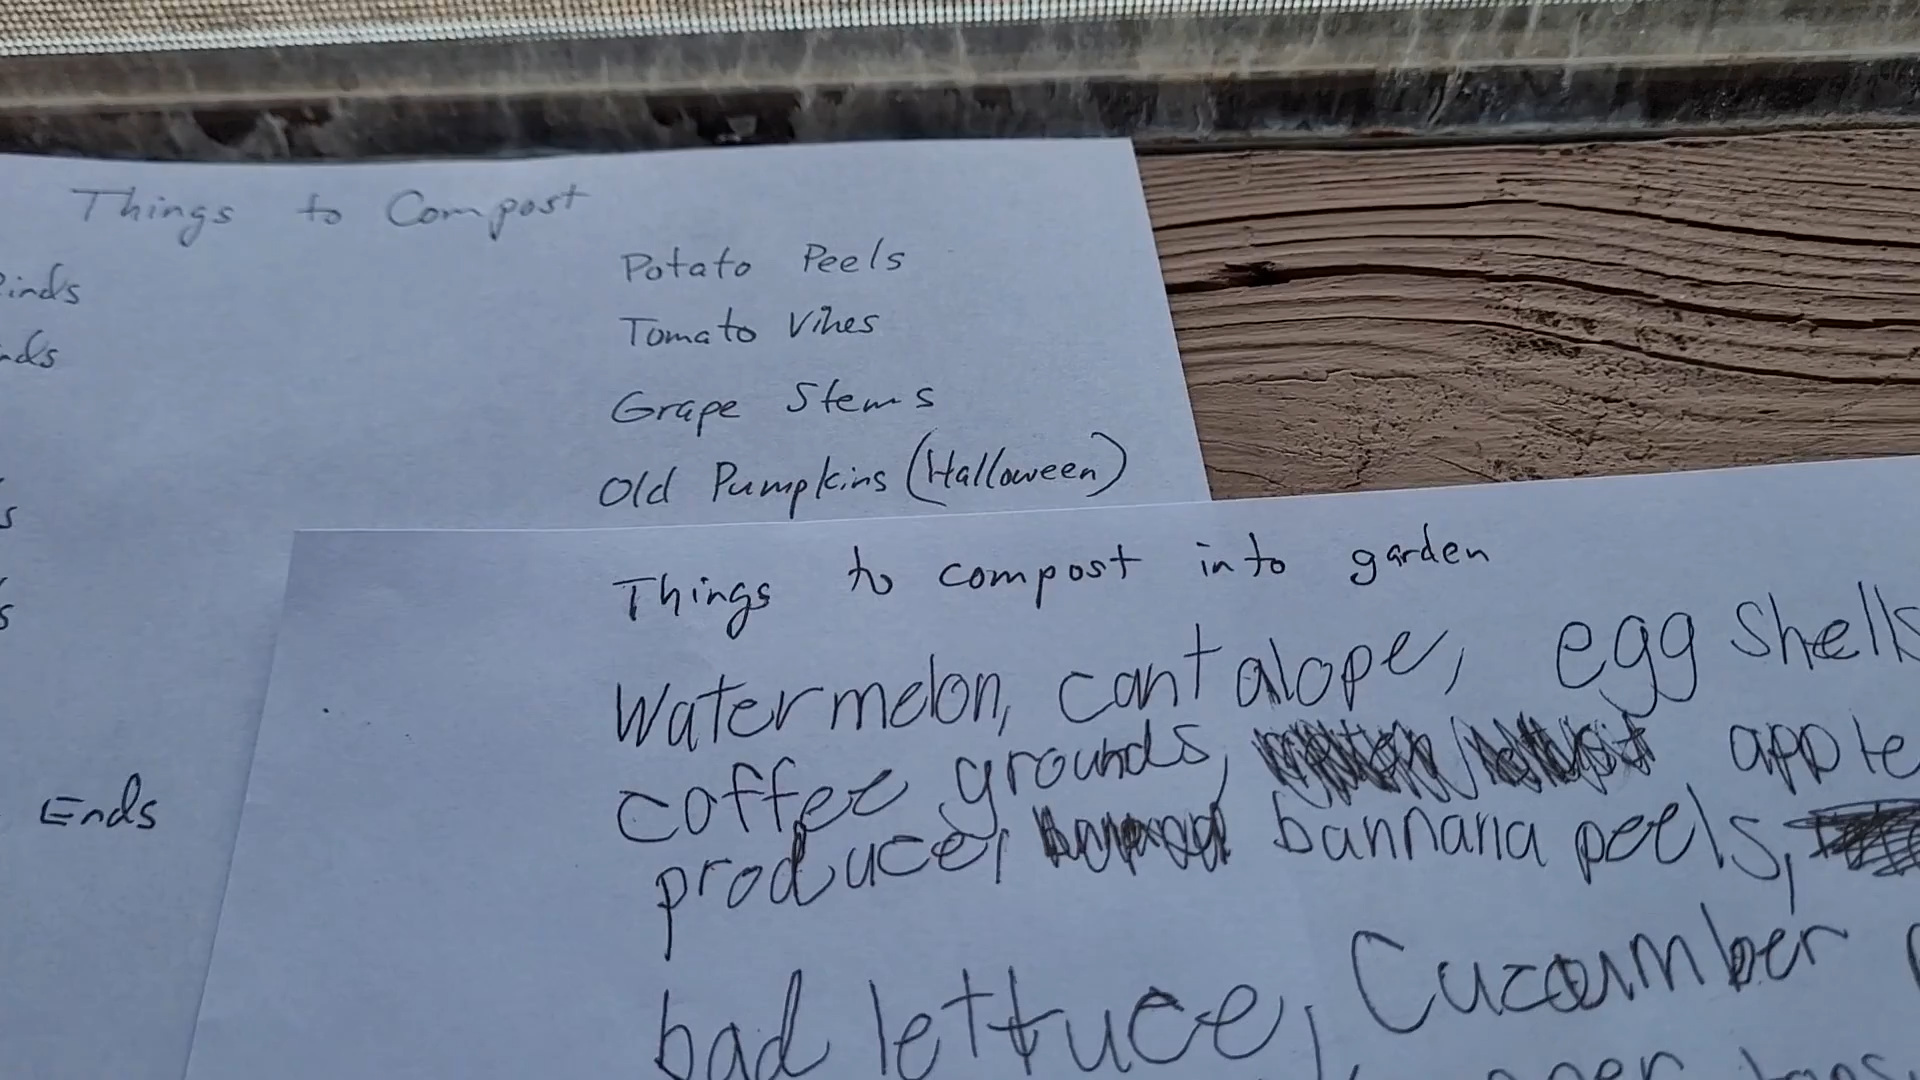 Things to Compost
Potato Peels
Tomato Vines
Grape Stems
Old Pumpkins (Halloween)
Ends
Things to compost into garden
Watermelon, cantalope, egg shells
coffee grounds, apple
produce, bannana peels,
bad lettuce, Cucumber